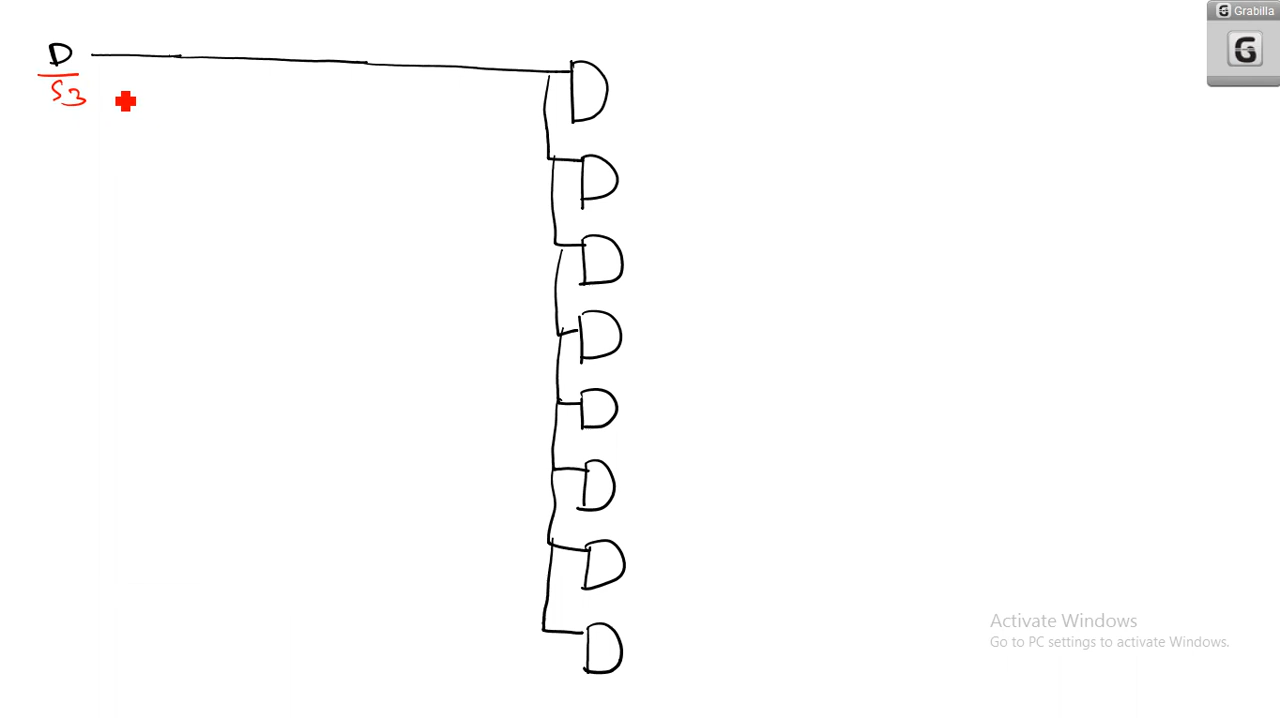 Grabilla
G
G
D
S3
Activate Windows
Go to PC settings to activate Windows.